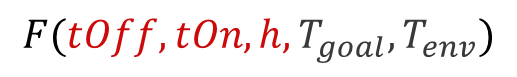 F(tOff, tOn, h, T_goal, T_env)